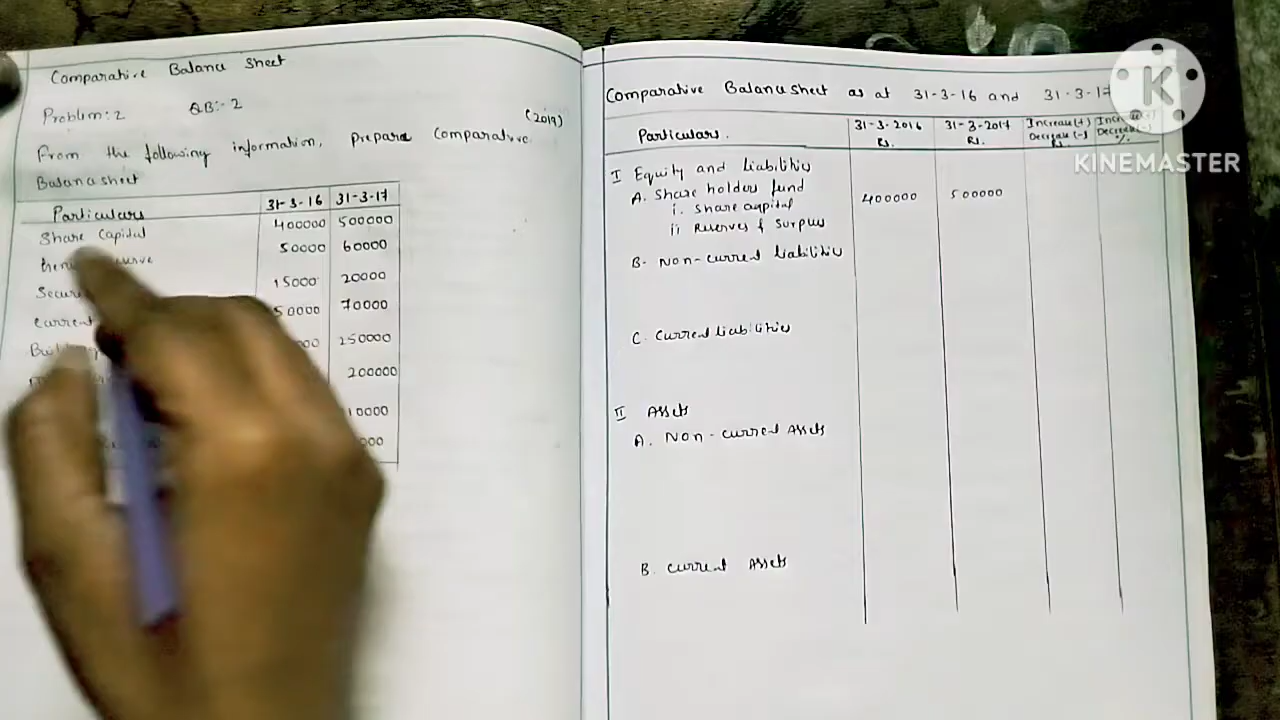 Comparative Balance Sheet
Problem: 2 QB:- 2
(2019)
From the following information, prepare comparative
Balance sheet
Particulars 31-3-16 31-3-17
Share Capital 400000 500000
50000 60000
15000 20000
Current 50000 70000
250000
200000
10000
Comparative Balance sheet as at 31-3-16 and 31-3-17
Particulars. 31-3-2016 Rs. 31-3-2017 Rs. Increase(+) Decrease(-) Rs. Decrease(-) %
I Equity and liabilities
A. Share holders fund
i. share capital 400000 500000
ii Reserves & Surplus
B. Non-current liabilities
C. Current liabilities
II Assets
A. Non-current Assets
B. current Assets
K
KINEMASTER